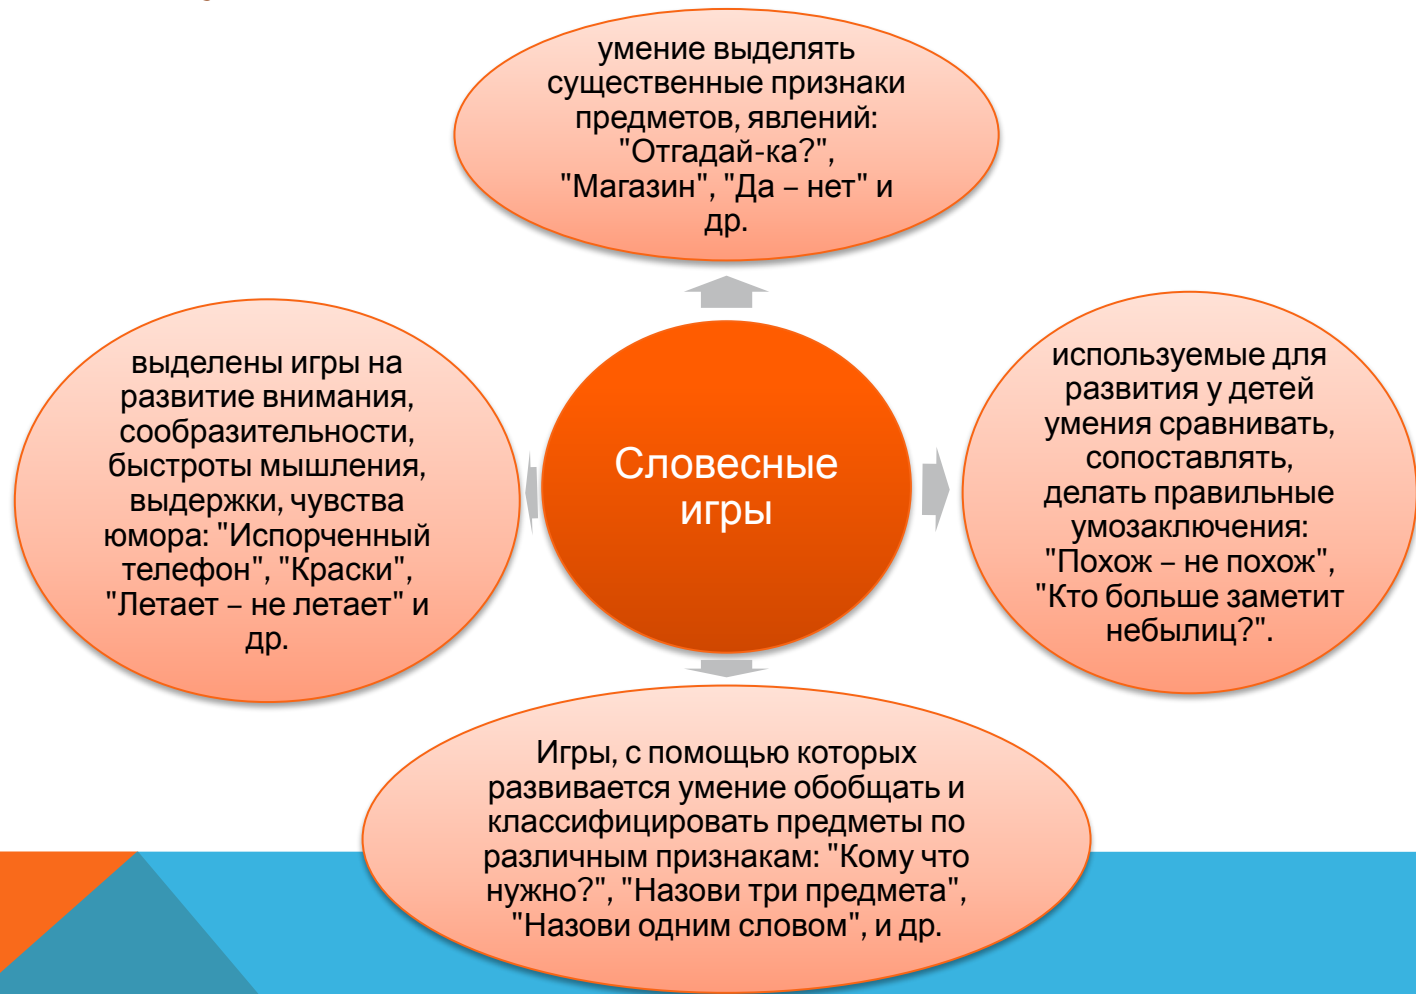 умение выделять
существенные признаки
предметов, явлений:
"Отгадай-ка?",
"Магазин", "Да – нет" и
др.
выделены игры на
развитие внимания,
сообразительности,
быстроты мышления,
выдержки, чувства
юмора: "Испорченный
телефон", "Краски",
"Летает – не летает" и
др.
Словесные
игры
используемые для
развития у детей
умения сравнивать,
сопоставлять,
делать правильные
умозаключения:
"Похож – не похож",
"Кто больше заметит
небылиц?".
Игры, с помощью которых
развивается умение обобщать и
классифицировать предметы по
различным признакам: "Кому что
нужно?", "Назови три предмета",
"Назови одним словом", и др.